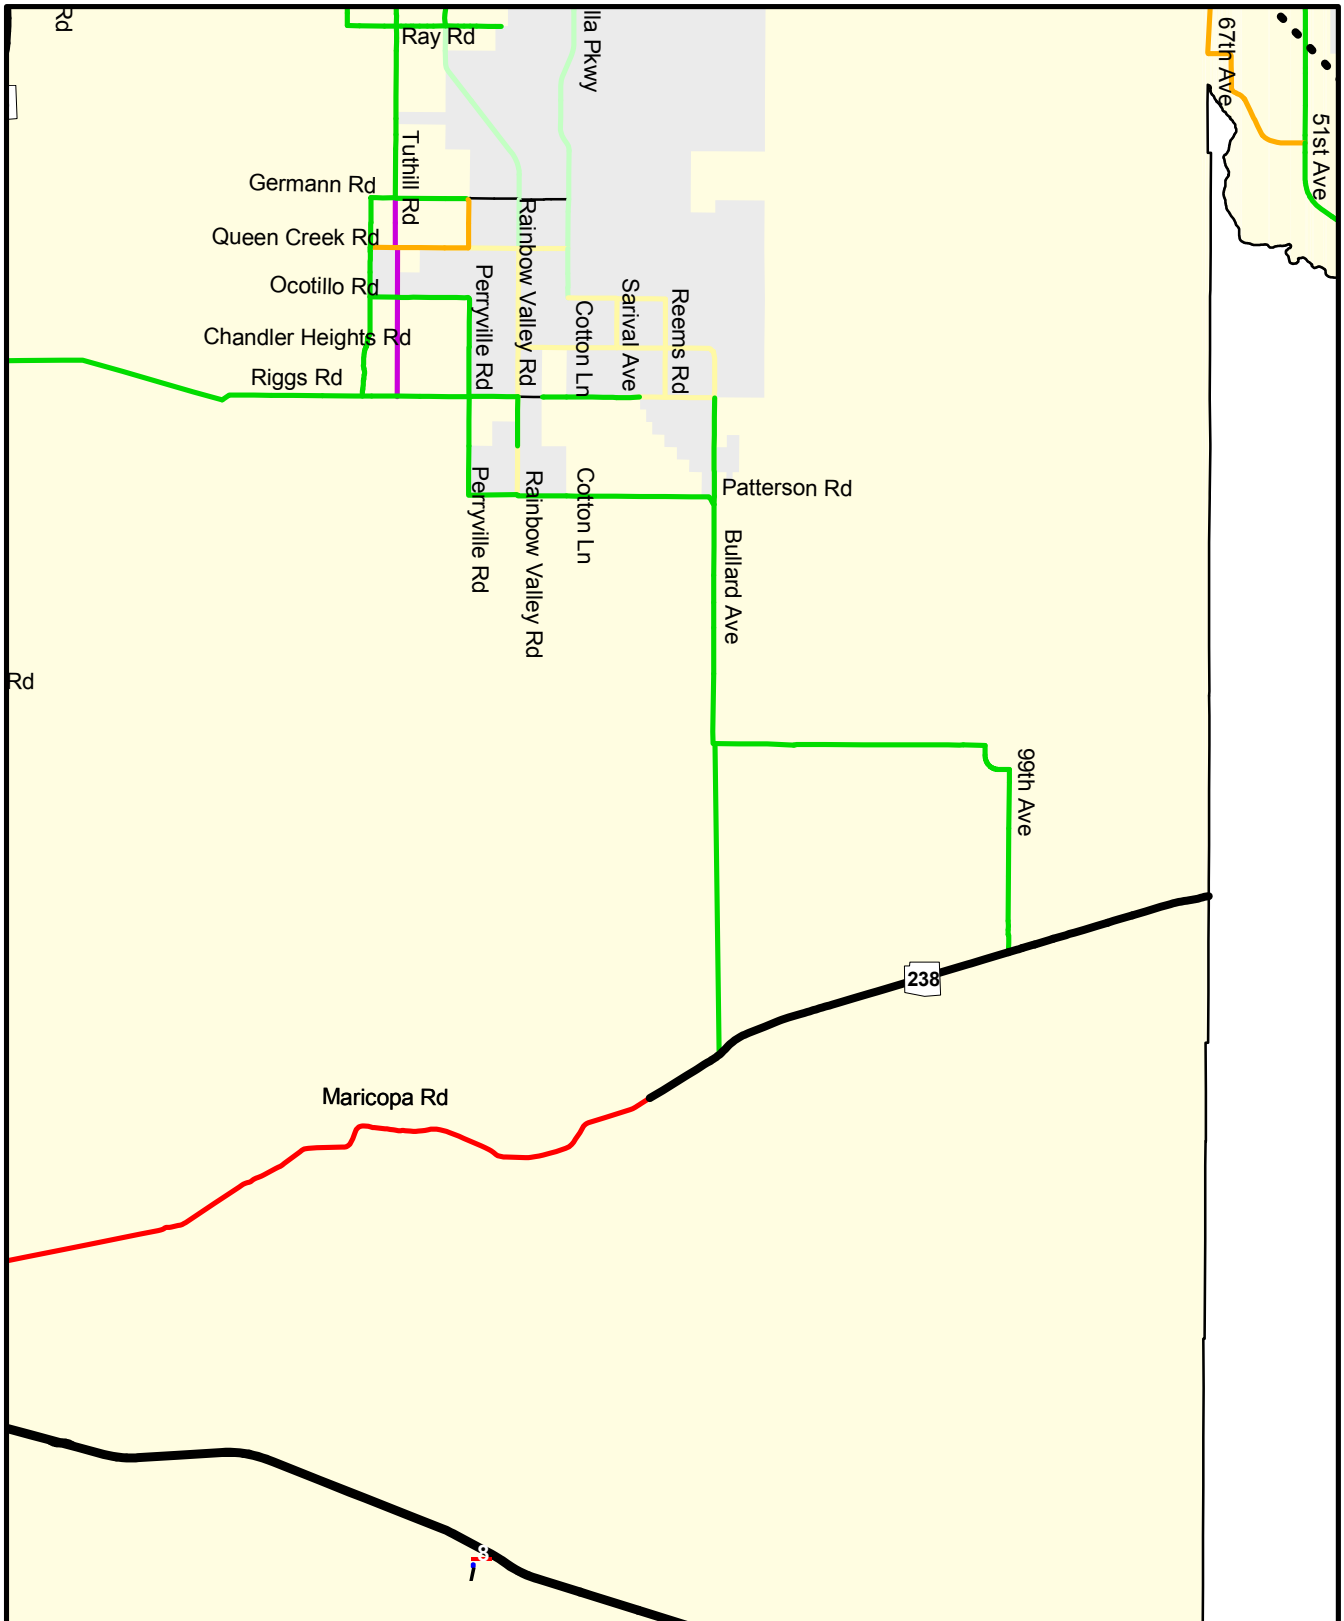 Rd
Ray Rd
lla Pkwy
67th Ave
51st Ave
Tuthill Rd
Germann Rd
Rainbow Valley Rd
Queen Creek Rd
Perryville Rd
Ocotillo Rd
Sarival Ave
Reems Rd
Cotton Ln
Chandler Heights Rd
Riggs Rd
Perryville Rd
Rainbow Valley Rd
Cotton Ln
Patterson Rd
Bullard Ave
Rd
99th Ave
238
Maricopa Rd
8